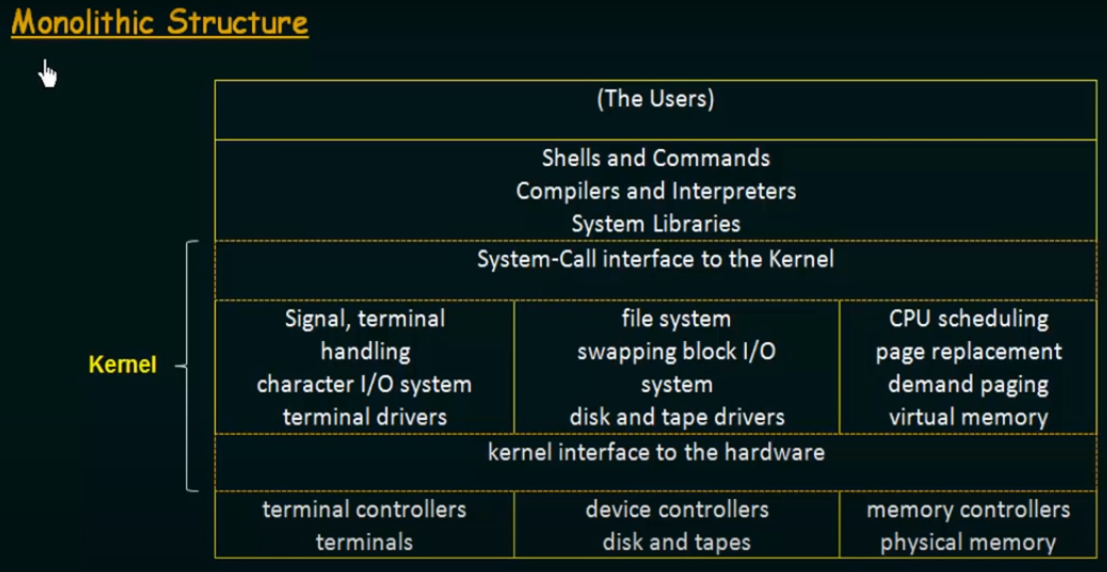 Monolithic Structure
(The Users)
Shells and Commands
Compilers and Interpreters
System Libraries
System-Call interface to the Kernel
Kernel
Signal, terminal
handling
character I/O system
terminal drivers
file system
swapping block I/O
system
disk and tape drivers
CPU scheduling
page replacement
demand paging
virtual memory
kernel interface to the hardware
terminal controllers
terminals
device controllers
disk and tapes
memory controllers
physical memory